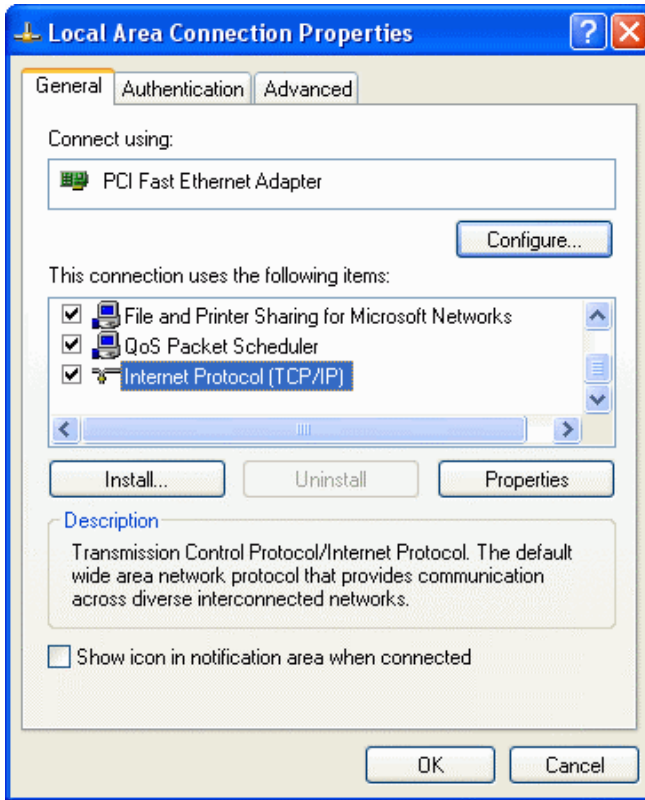 Local Area Connection Properties
General
Authentication
Advanced
Connect using:
PCI Fast Ethernet Adapter
Configure...
This connection uses the following items:
File and Printer Sharing for Microsoft Networks
QoS Packet Scheduler
Internet Protocol (TCP/IP)
Install...
Uninstall
Properties
Description
Transmission Control Protocol/Internet Protocol. The default
wide area network protocol that provides communication
across diverse interconnected networks.
Show icon in notification area when connected
OK
Cancel